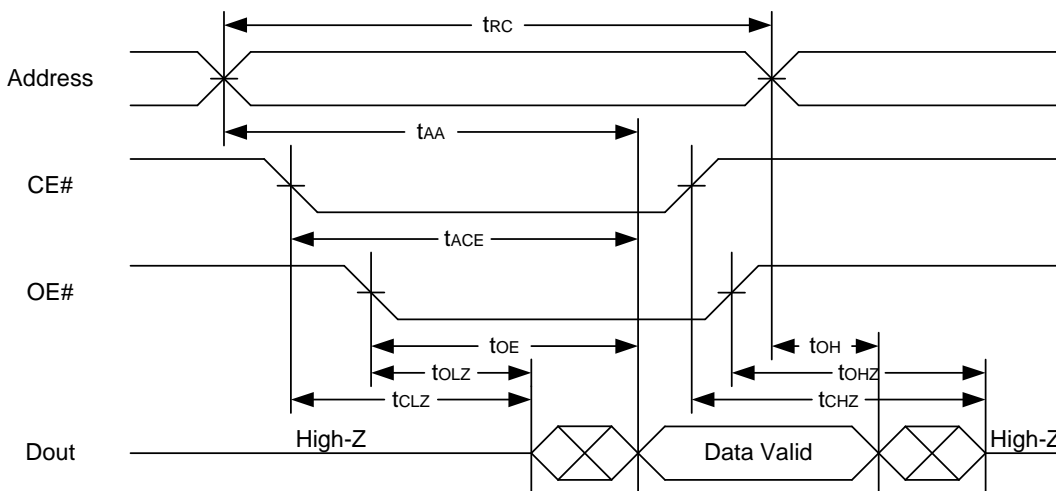 tRC
Address
tAA
CE#
tACE
OE#
tOE
tOH
tOLZ
tOHZ
tCLZ
tCHZ
High-Z
High-Z
Dout
Data Valid